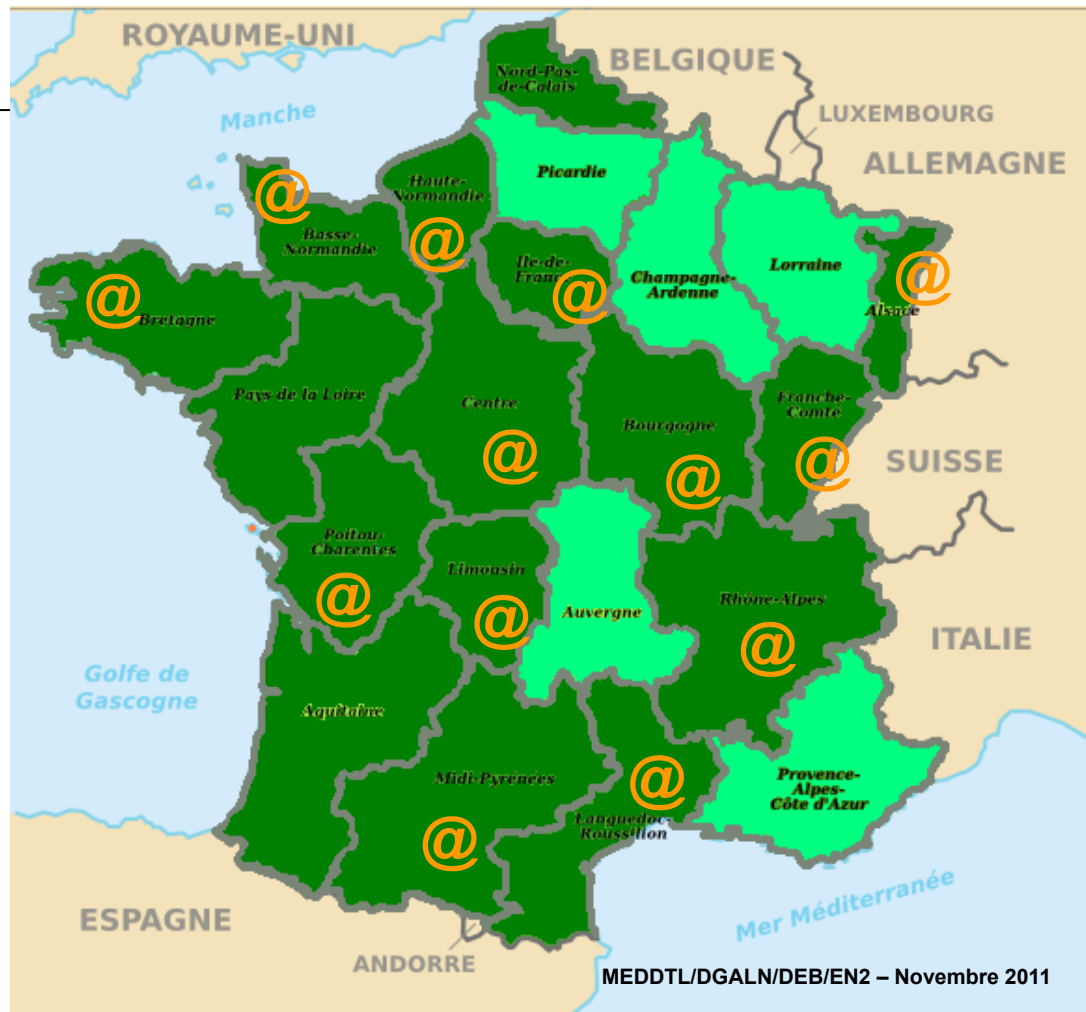 ROYAUME-UNI
BELGIQUE
Nord-Pas-
de-Calais
Manche
LUXEMBOURG
ALLEMAGNE
Picardie
Haute-
Normandie
@
@
Basse-
Normandie
Ile-de-
France
@
Champagne-
Ardenne
Lorraine
@
Alsace
@
Bretagne
Pays de la Loire
Centre
@
Bourgogne
@
Franche-
Comté
@
SUISSE
Poitou-
Charentes
@
Limousin
@
Auvergne
Rhône-Alpes
@
ITALIE
Golfe de
Gascogne
Aquitaine
Midi-Pyrénées
@
@
Languedoc-
Roussillon
Provence-
Alpes-
Côte d'Azur
Mer Méditerranée
ESPAGNE
ANDORRE
MEDDTL/DGALN/DEB/EN2 – Novembre 2011